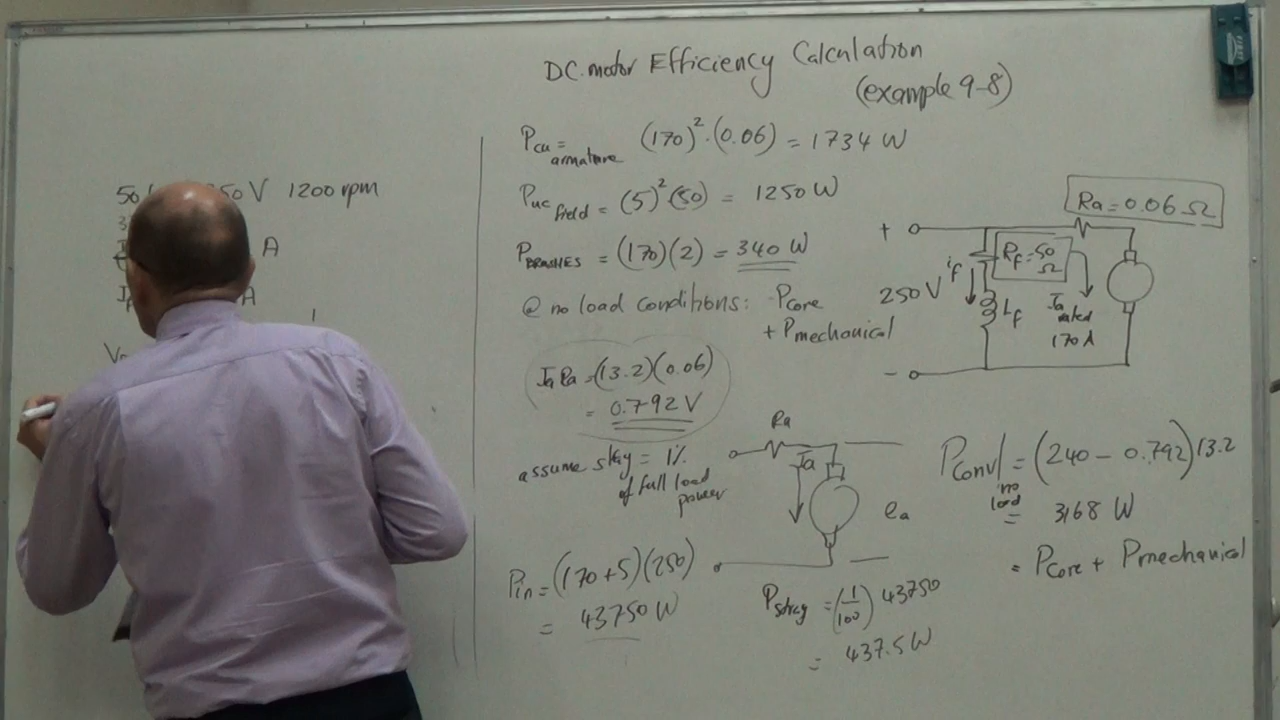 DC motor Efficiency Calculation
(example 9-8)
50 50V 1200 rpm
A
A
Pcu armature = (170)² · (0.06) = 1734 W
Puc field = (5)² (50) = 1250 W
PBRASHES = (170)(2) = 340 W
@ no load conditions: Pcore
+ Pmechanical
IaRa = (13.2)(0.06)
= 0.792 V
assume stray = 1%
of full load
power
Pin = (170+5)(250)
= 43750 W
Ra = 0.06 Ω
+
Rf = 50
Ω
if
250 V
Lf
Ia rated
170 A
-
Ra
Ia
ea
Pconv| no load = (240 - 0.792) 13.2
= 3168 W
= Pcore + Pmechanical
Pstray = (1/100) 43750
= 437.5 W